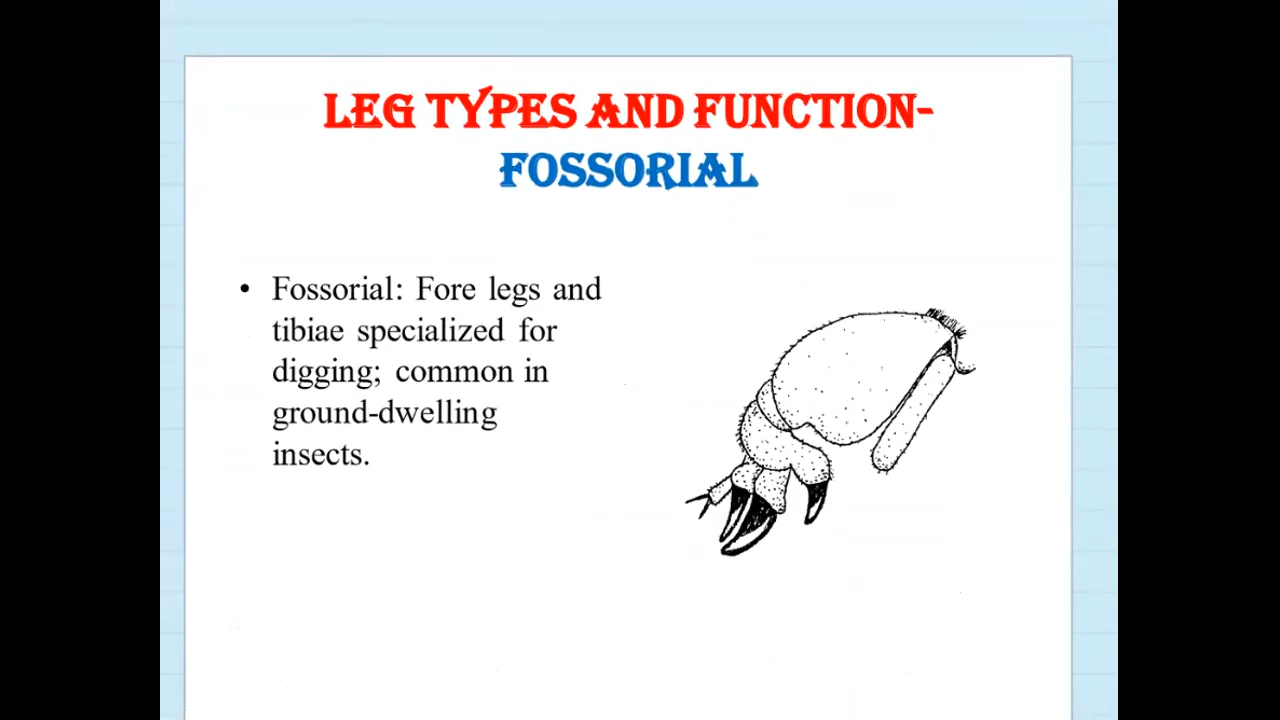 LEG TYPES AND FUNCTION-
FOSSORIAL
• Fossorial: Fore legs and
tibiae specialized for
digging; common in
ground-dwelling
insects.